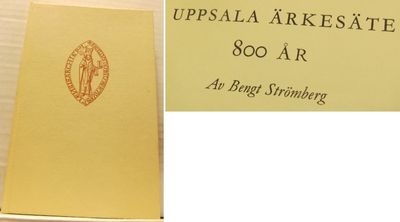 UPPSALA ÄRKESÄTE
800 ÅR
Av Bengt Strömberg